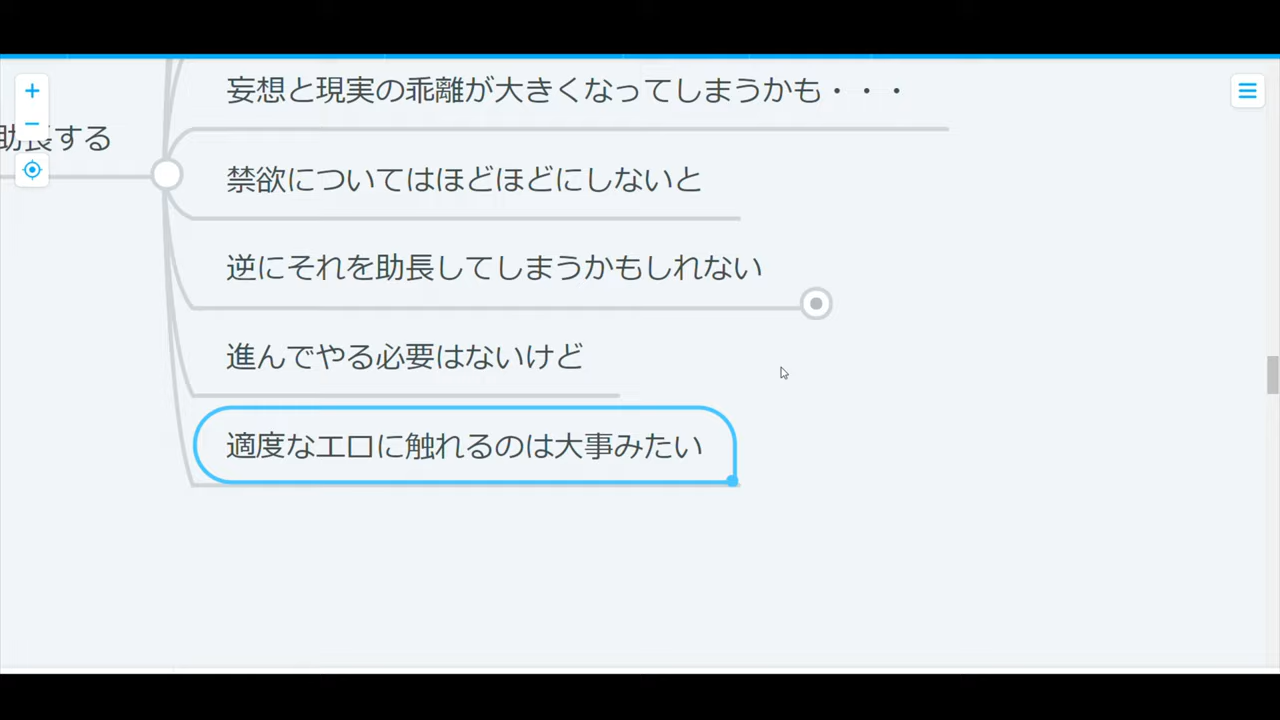 妄想と現実の乖離が大きくなってしまうかも・・・
助長する
禁欲についてはほどほどにしないと
逆にそれを助長してしまうかもしれない
進んでやる必要はないけど
適度なエロに触れるのは大事みたい